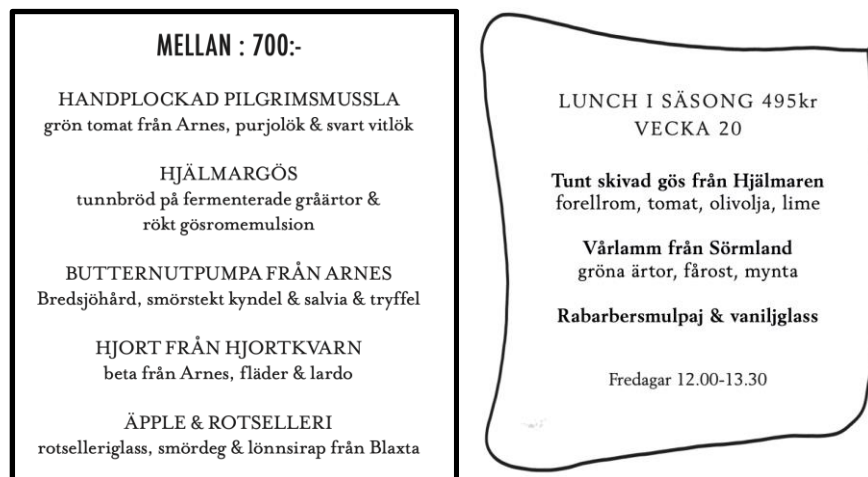 MELLAN : 700:-
HANDPLOCKAD PILGRIMSMUSSLA
grön tomat från Arnes, purjolök & svart vitlök
HJÄLMARGÖS
tunnbröd på fermenterade gråärtor &
rökt gösromemulsion
BUTTERNUTPUMPA FRÅN ARNES
Bredsjöhård, smörstekt kyndel & salvia & tryffel
HJORT FRÅN HJORTKVARN
beta från Arnes, fläder & lardo
ÄPPLE & ROTSELLERI
rotselleriglass, smördeg & lönnsirap från Blaxta
LUNCH I SÄSONG 495kr
VECKA 20
Tunt skivad gös från Hjälmaren
forellrom, tomat, olivolja, lime
Vårlamm från Sörmland
gröna ärtor, fårost, mynta
Rabarbersmulpaj & vaniljglass
Fredagar 12.00-13.30